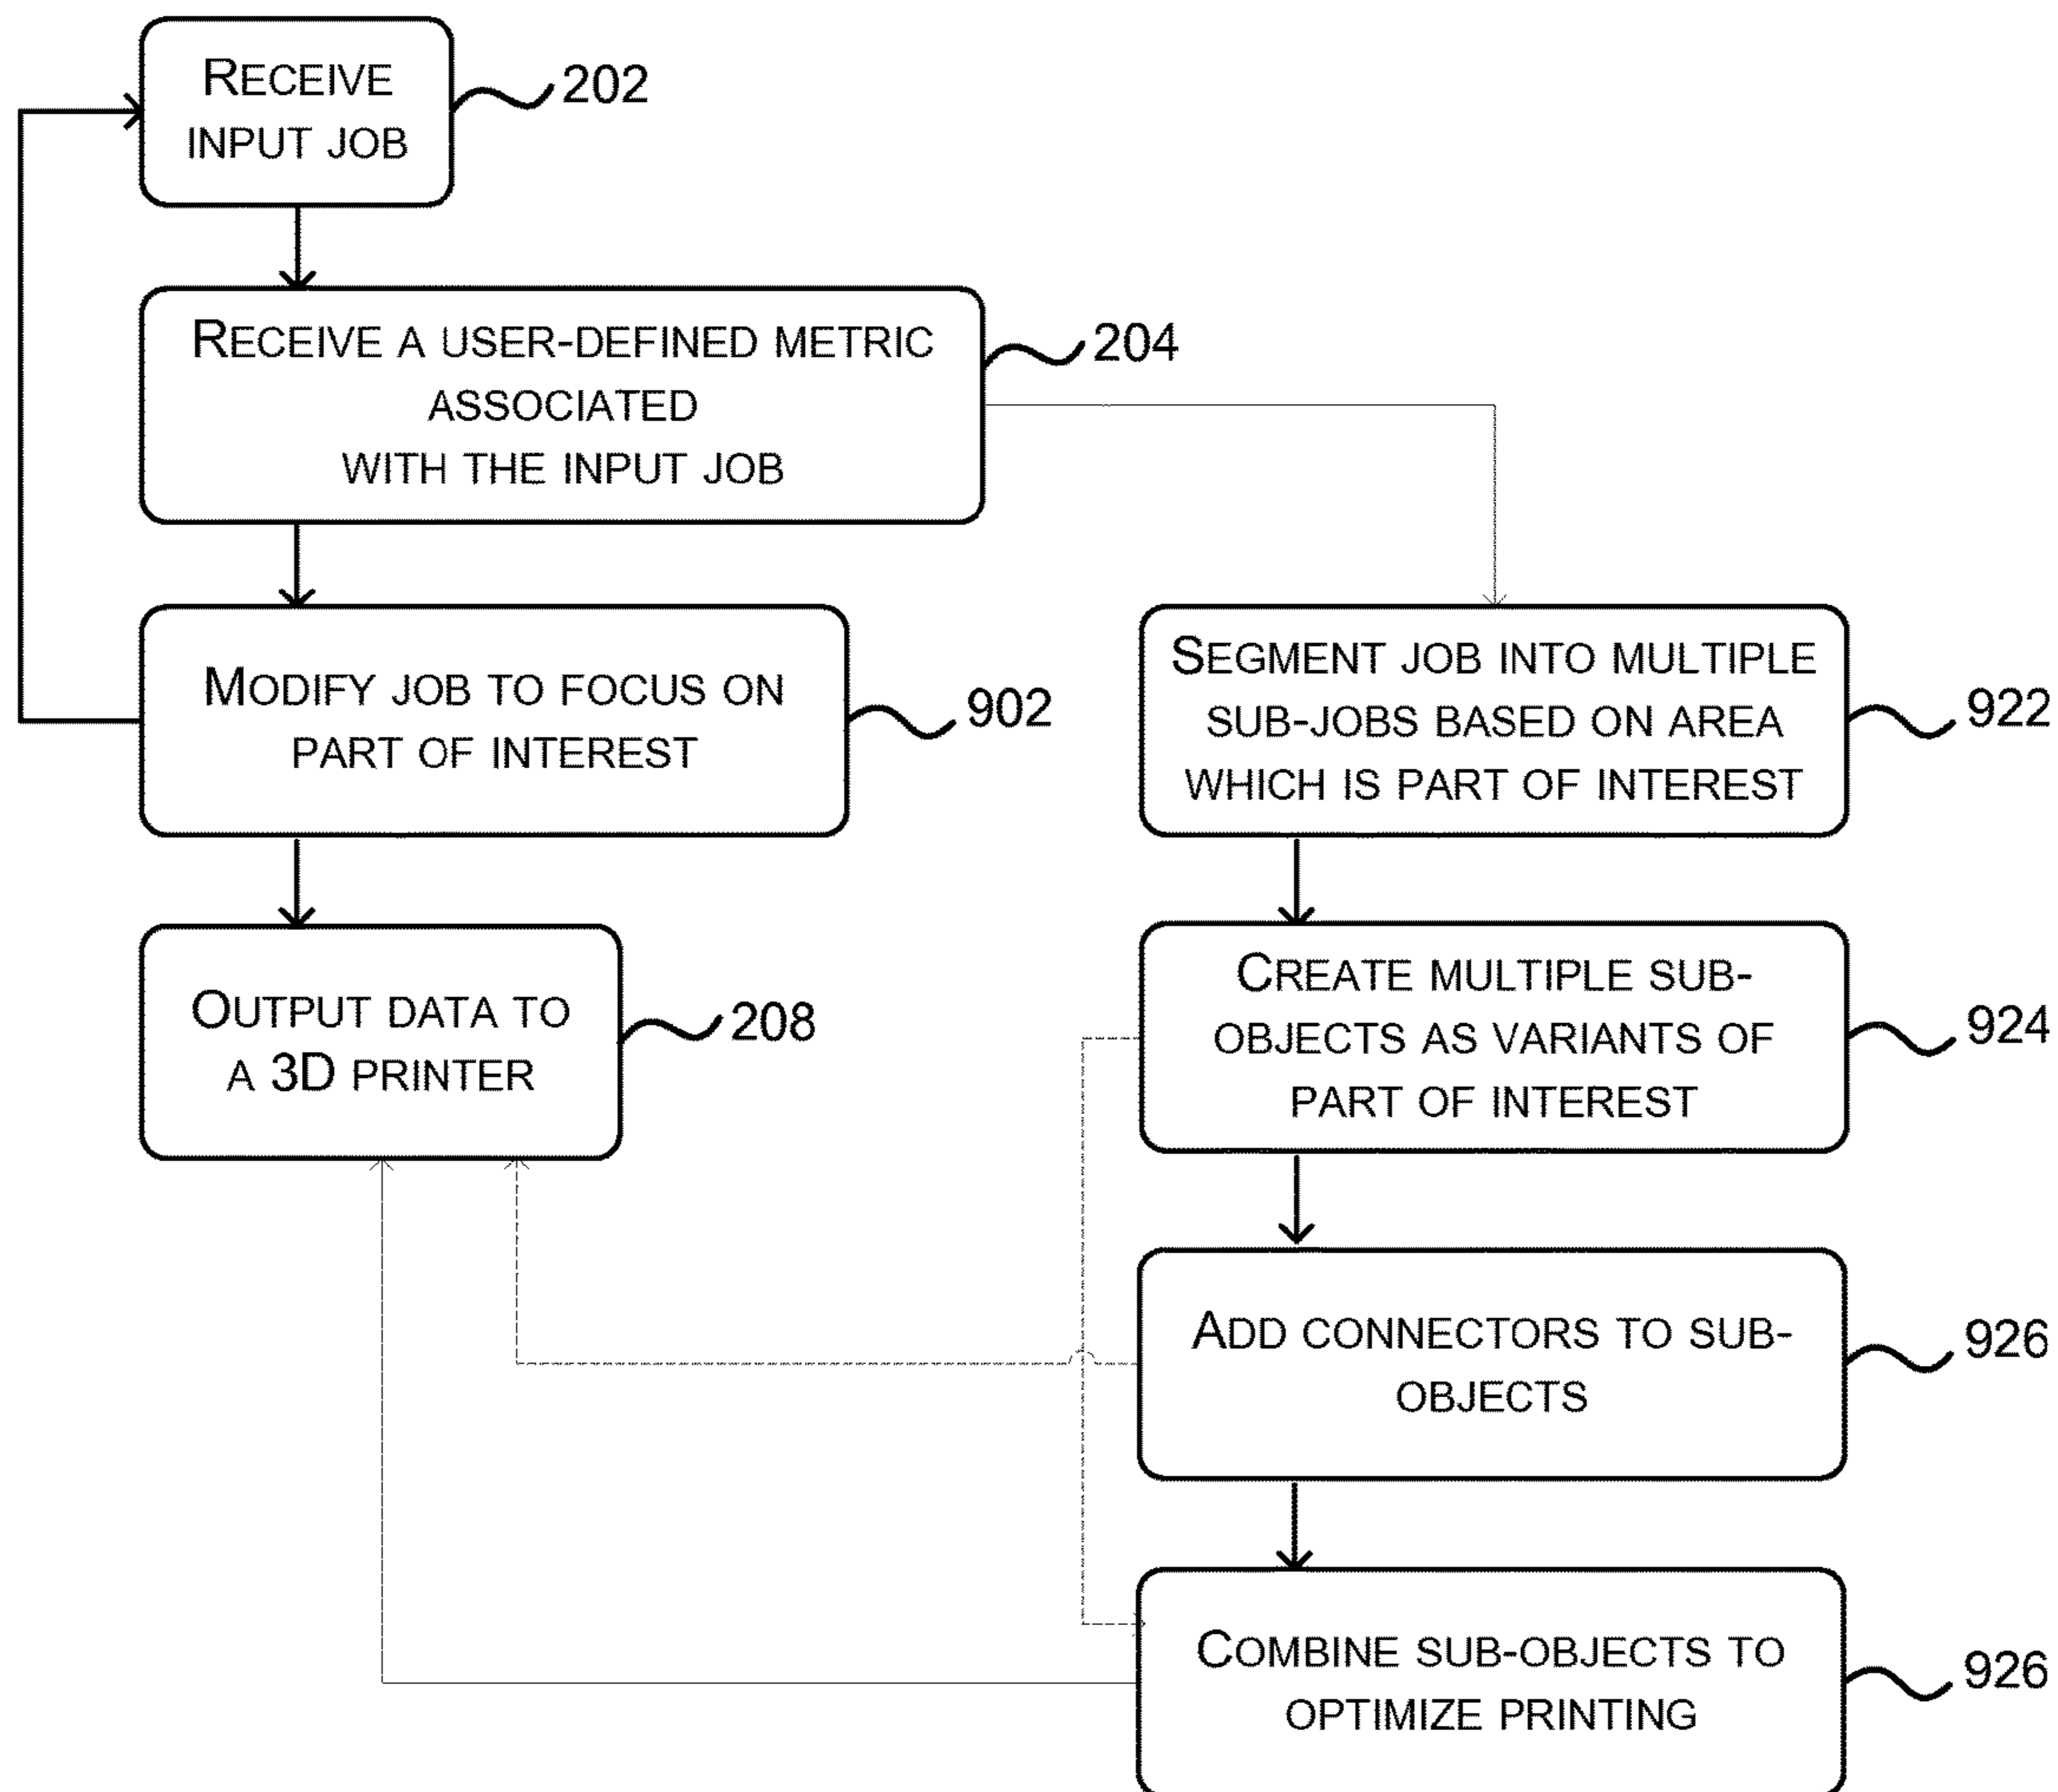 RECEIVE
INPUT JOB
202
RECEIVE A USER-DEFINED METRIC
ASSOCIATED
WITH THE INPUT JOB
204
MODIFY JOB TO FOCUS ON
PART OF INTEREST
902
OUTPUT DATA TO
A 3D PRINTER
208
SEGMENT JOB INTO MULTIPLE
SUB-JOBS BASED ON AREA
WHICH IS PART OF INTEREST
922
CREATE MULTIPLE SUB-
OBJECTS AS VARIANTS OF
PART OF INTEREST
924
ADD CONNECTORS TO SUB-
OBJECTS
926
COMBINE SUB-OBJECTS TO
OPTIMIZE PRINTING
926